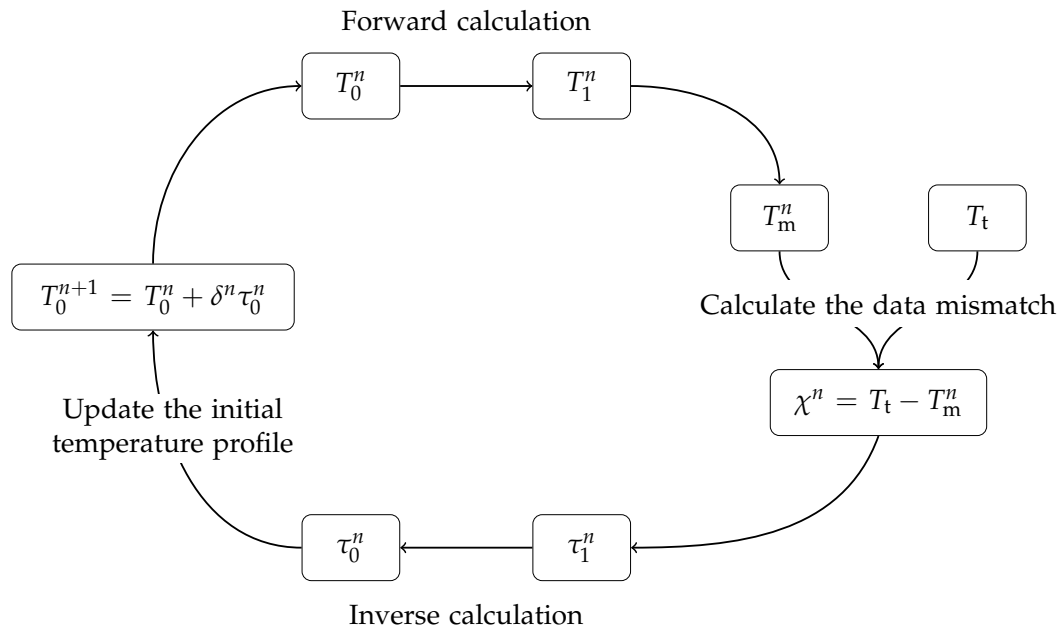 Forward calculation
T_0^n
T_1^n
T_m^n
T_t
T_0^{n+1} = T_0^n + δ^n τ_0^n
Calculate the data mismatch
χ^n = T_t − T_m^n
Update the initial
temperature profile
τ_0^n
τ_1^n
Inverse calculation